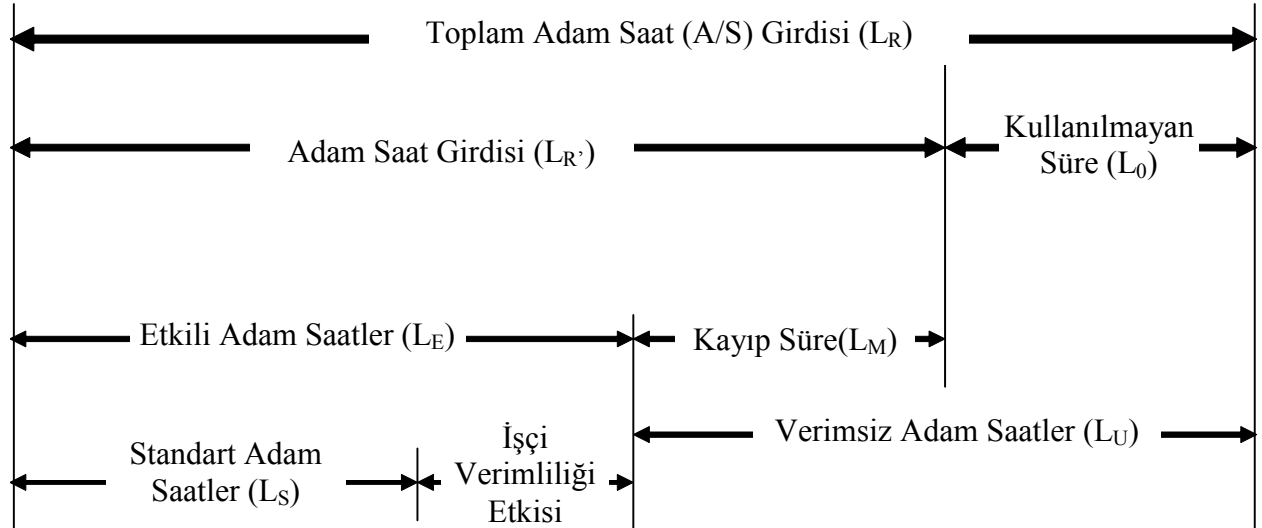 Toplam Adam Saat (A/S) Girdisi (L_R)
Adam Saat Girdisi (L_R’)
Kullanılmayan
Süre (L_0)
Etkili Adam Saatler (L_E)
Kayıp Süre(L_M)
Verimsiz Adam Saatler (L_U)
Standart Adam
Saatler (L_S)
İşçi
Verimliliği
Etkisi